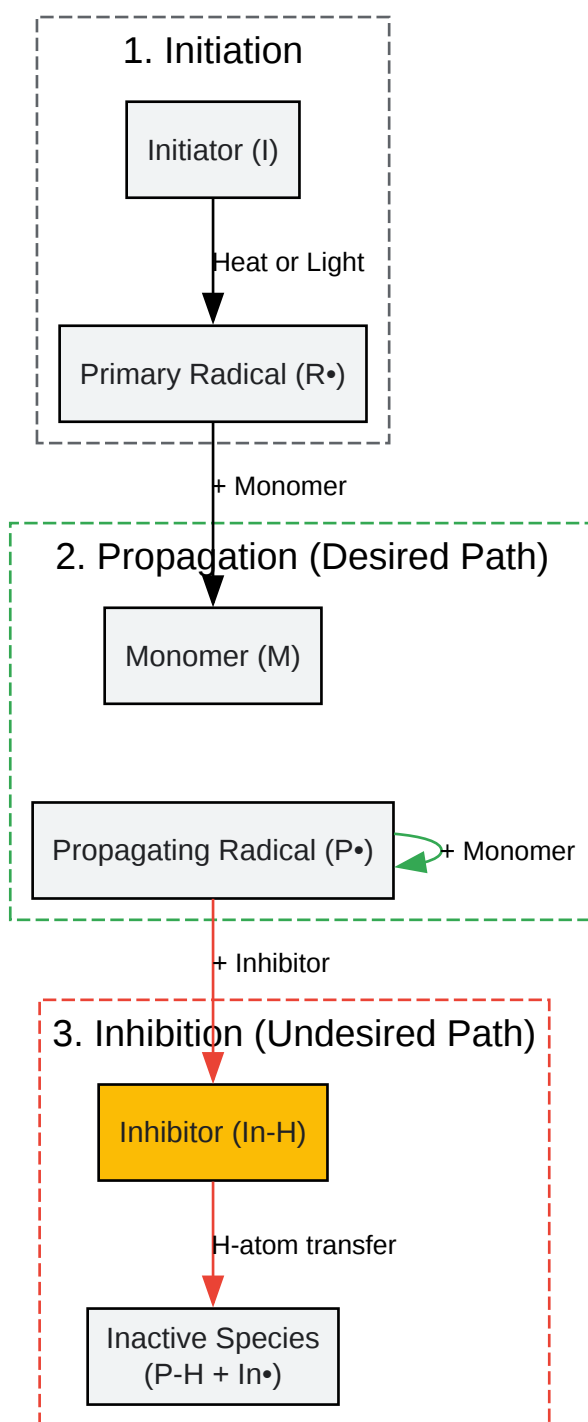 1. Initiation
Initiator (I)
Heat or Light
Primary Radical (R•)
+ Monomer
2. Propagation (Desired Path)
Monomer (M)
Propagating Radical (P•)
+ Monomer
+ Inhibitor
3. Inhibition (Undesired Path)
Inhibitor (In-H)
H-atom transfer
Inactive Species
(P-H + In•)